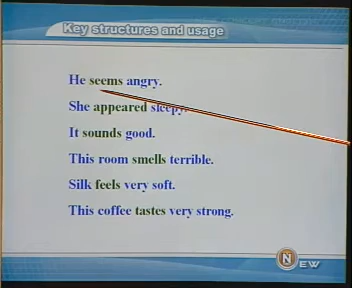 Key structures and usage
He seems angry.
She appeared sleepy.
It sounds good.
This room smells terrible.
Silk feels very soft.
This coffee tastes very strong.
NEW